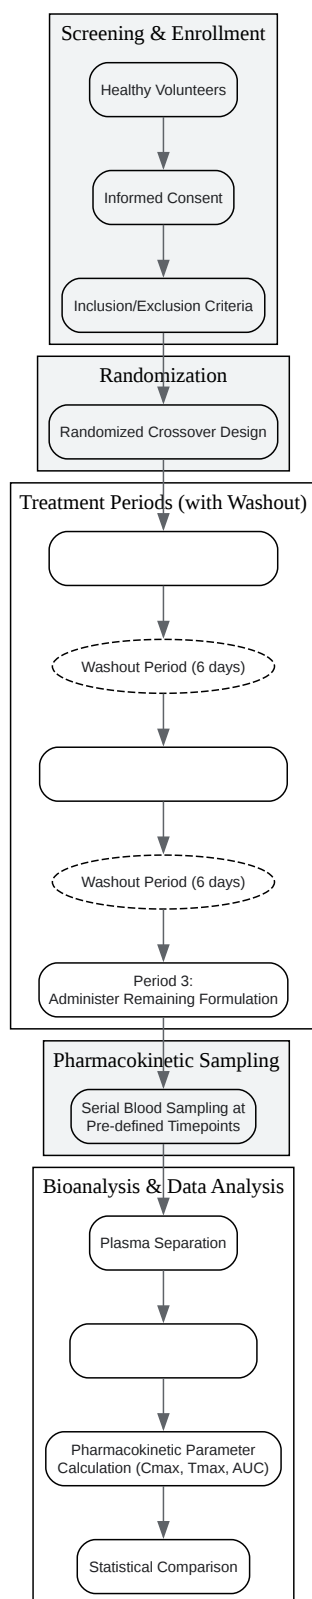 Screening & Enrollment
Healthy Volunteers
Informed Consent
Inclusion/Exclusion Criteria
Randomization
Randomized Crossover Design
Treatment Periods (with Washout)
Washout Period (6 days)
Washout Period (6 days)
Period 3:
Administer Remaining Formulation
Pharmacokinetic Sampling
Serial Blood Sampling at
Pre-defined Timepoints
Bioanalysis & Data Analysis
Plasma Separation
Pharmacokinetic Parameter
Calculation (Cmax, Tmax, AUC)
Statistical Comparison